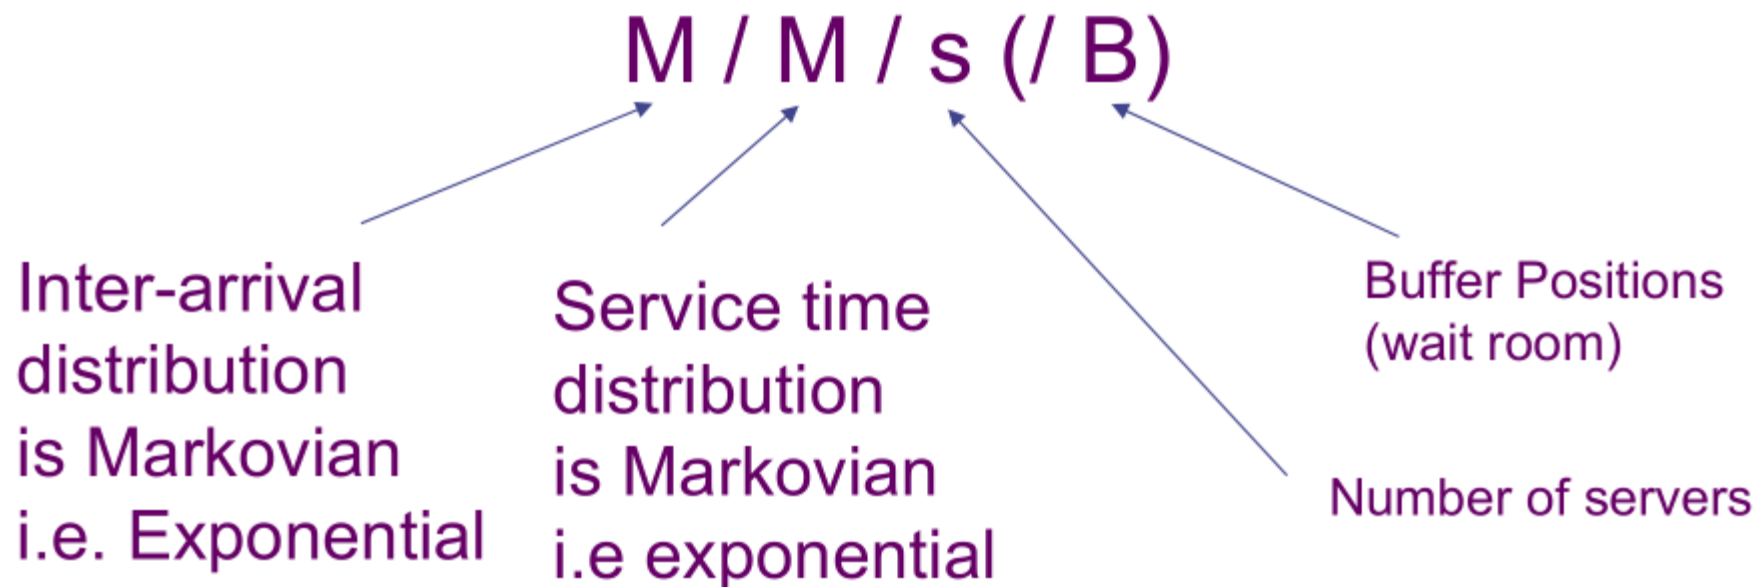 M / M / s (/ B)
Inter-arrival
distribution
is Markovian
i.e. Exponential
Service time
distribution
is Markovian
i.e exponential
Buffer Positions
(wait room)
Number of servers